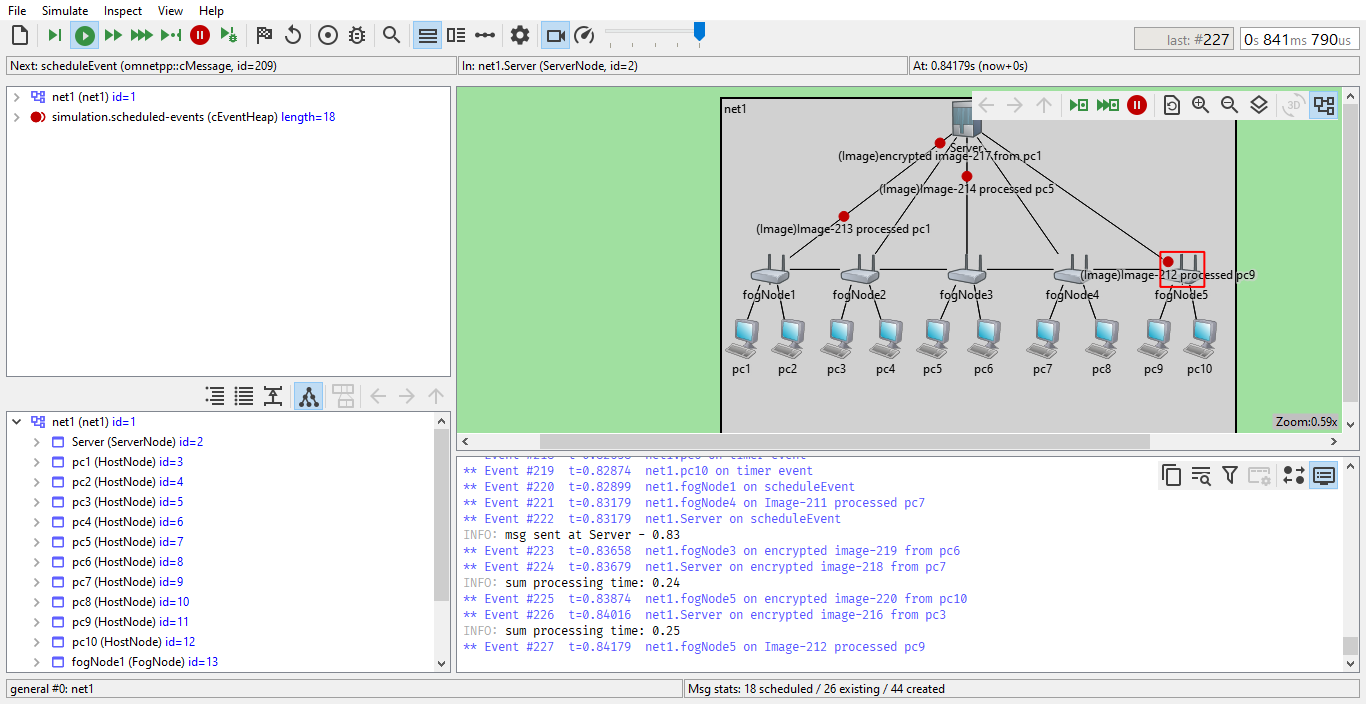 File Simulate Inspect View Help
last: #227 0s 841ms 790us
Next: scheduleEvent (omnetpp::cMessage, id=209) In: net1.Server (ServerNode, id=2) At: 0.84179s (now+0s)
net1 (net1) id=1
simulation.scheduled-events (cEventHeap) length=18
net1 (net1) id=1
Server (ServerNode) id=2
pc1 (HostNode) id=3
pc2 (HostNode) id=4
pc3 (HostNode) id=5
pc4 (HostNode) id=6
pc5 (HostNode) id=7
pc6 (HostNode) id=8
pc7 (HostNode) id=9
pc8 (HostNode) id=10
pc9 (HostNode) id=11
pc10 (HostNode) id=12
fogNode1 (FogNode) id=13
net1
3D
Server
(Image)encrypted image-217 from pc1
(Image)Image-214 processed pc5
(Image)Image-213 processed pc1
(Image)Image-212 processed pc9
fogNode1 fogNode2 fogNode3 fogNode4 fogNode5
pc1 pc2 pc3 pc4 pc5 pc6 pc7 pc8 pc9 pc10
Zoom:0.59x
** Event #219 t=0.82874 net1.pc10 on timer event
** Event #220 t=0.82899 net1.fogNode1 on scheduleEvent
** Event #221 t=0.83179 net1.fogNode4 on Image-211 processed pc7
** Event #222 t=0.83179 net1.Server on scheduleEvent
INFO: msg sent at Server - 0.83
** Event #223 t=0.83658 net1.fogNode3 on encrypted image-219 from pc6
** Event #224 t=0.83679 net1.Server on encrypted image-218 from pc7
INFO: sum processing time: 0.24
** Event #225 t=0.83874 net1.fogNode5 on encrypted image-220 from pc10
** Event #226 t=0.84016 net1.Server on encrypted image-216 from pc3
INFO: sum processing time: 0.25
** Event #227 t=0.84179 net1.fogNode5 on Image-212 processed pc9
general #0: net1 Msg stats: 18 scheduled / 26 existing / 44 created